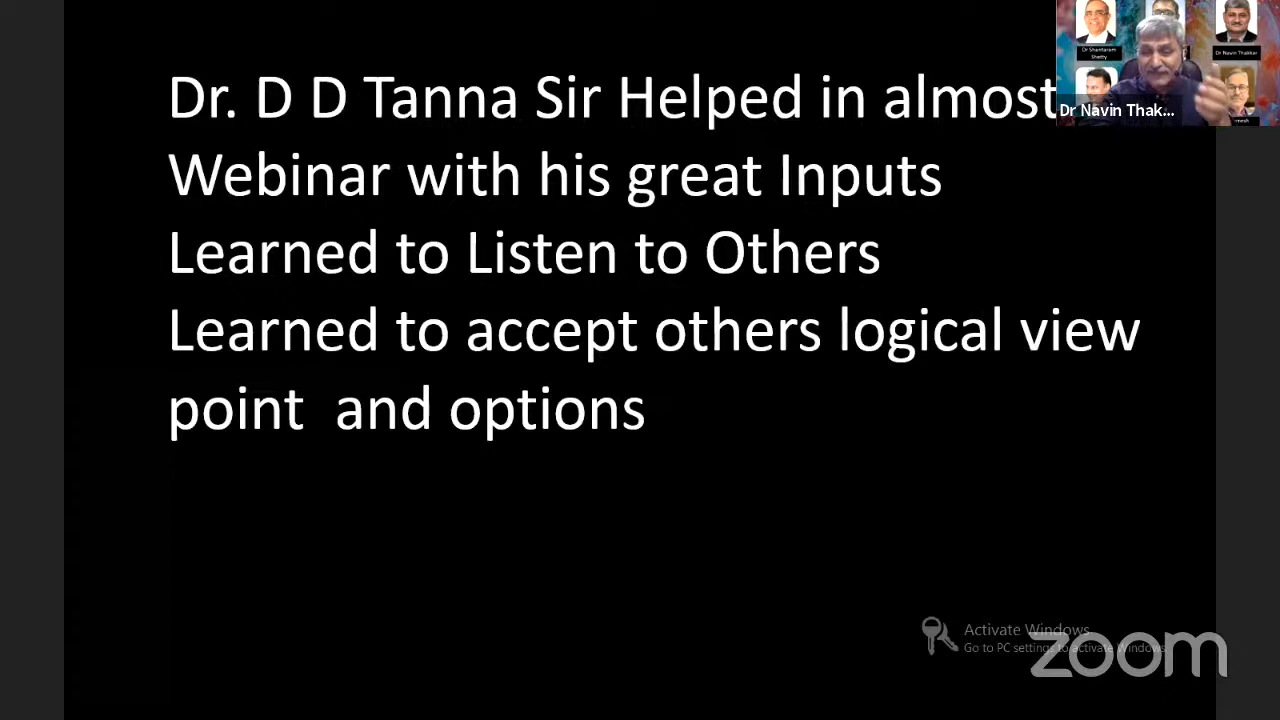 Dr. D D Tanna Sir Helped in almost
Webinar with his great Inputs
Learned to Listen to Others
Learned to accept others logical view
point and options
Dr Shantaram
Shetty
Dr Navin Thakker
Dr Navin Thak...
Activate Windows
Go to PC settings to activate Windows.
zoom